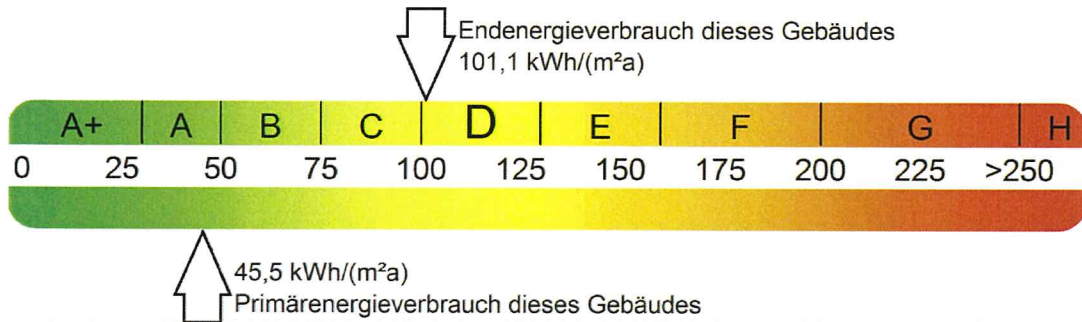 Endenergieverbrauch dieses Gebäudes
101,1 kWh/(m²a)
A+ A B C D E F G H
0 25 50 75 100 125 150 175 200 225 >250
45,5 kWh/(m²a)
Primärenergieverbrauch dieses Gebäudes